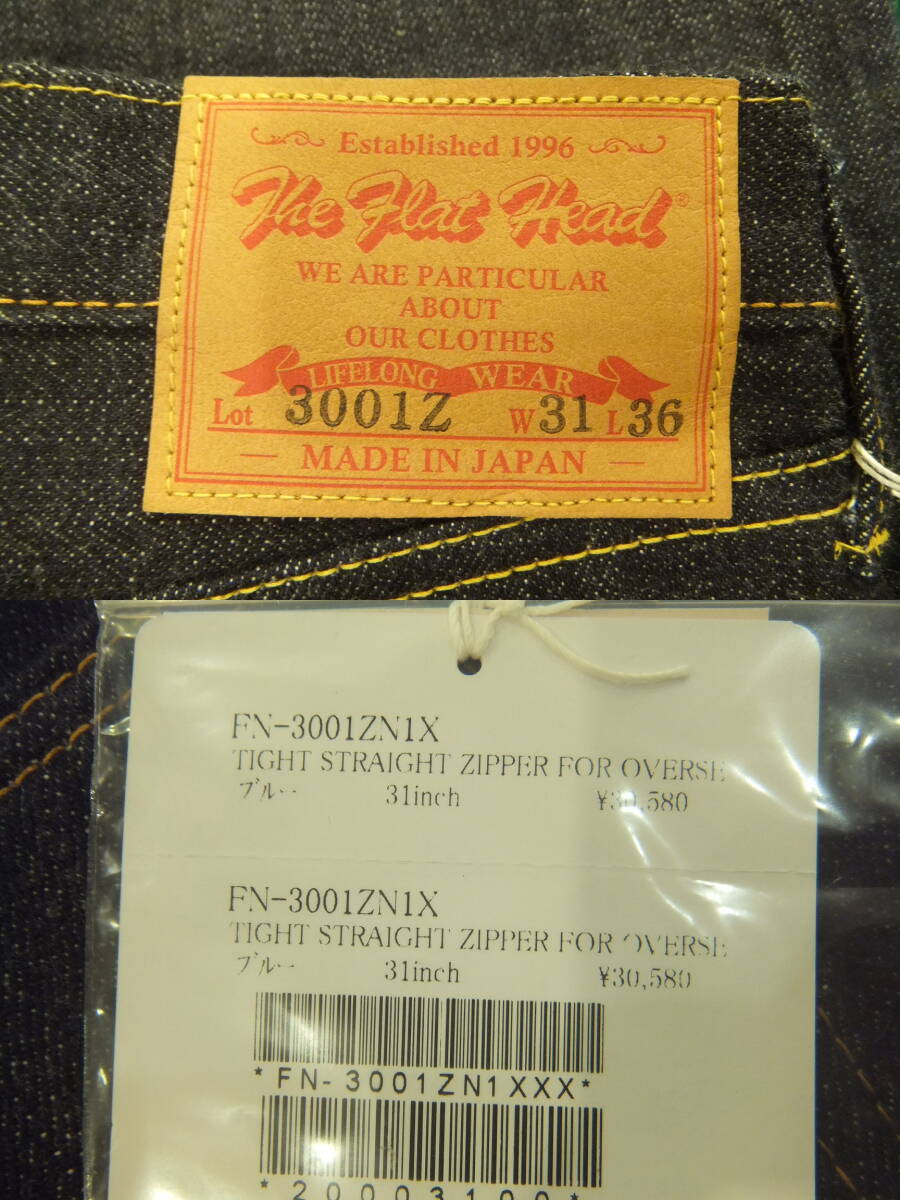 Established 1996
The Flat Head®
WE ARE PARTICULAR
ABOUT
OUR CLOTHES
LIFELONG WEAR
Lot 3001Z W31 L36
MADE IN JAPAN
FN-3001ZN1X
TIGHT STRAIGHT ZIPPER FOR OVERSE
ブルー 31inch ¥30,580
FN-3001ZN1X
TIGHT STRAIGHT ZIPPER FOR OVERSE
ブルー 31inch ¥30,580
*FN-3001ZN1XXX*
*20003100*